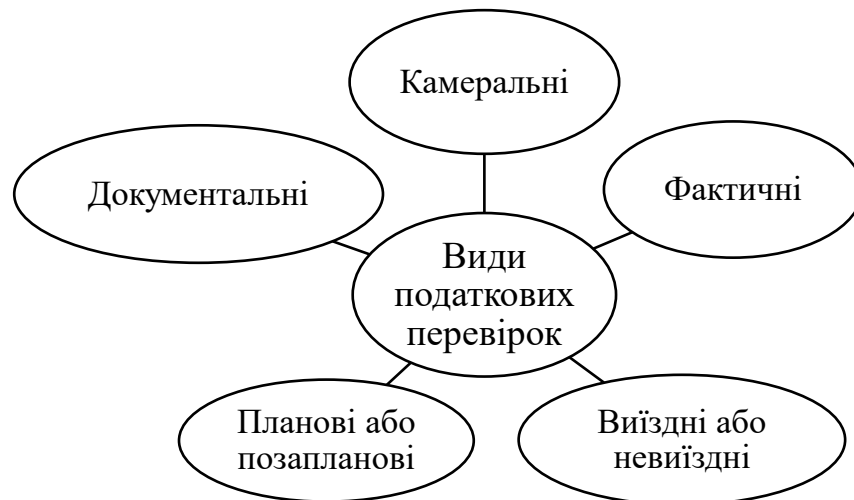 Камеральні
Документальні
Фактичні
Види
податкових
перевірок
Планові або
позапланові
Виїздні або
невиїздні